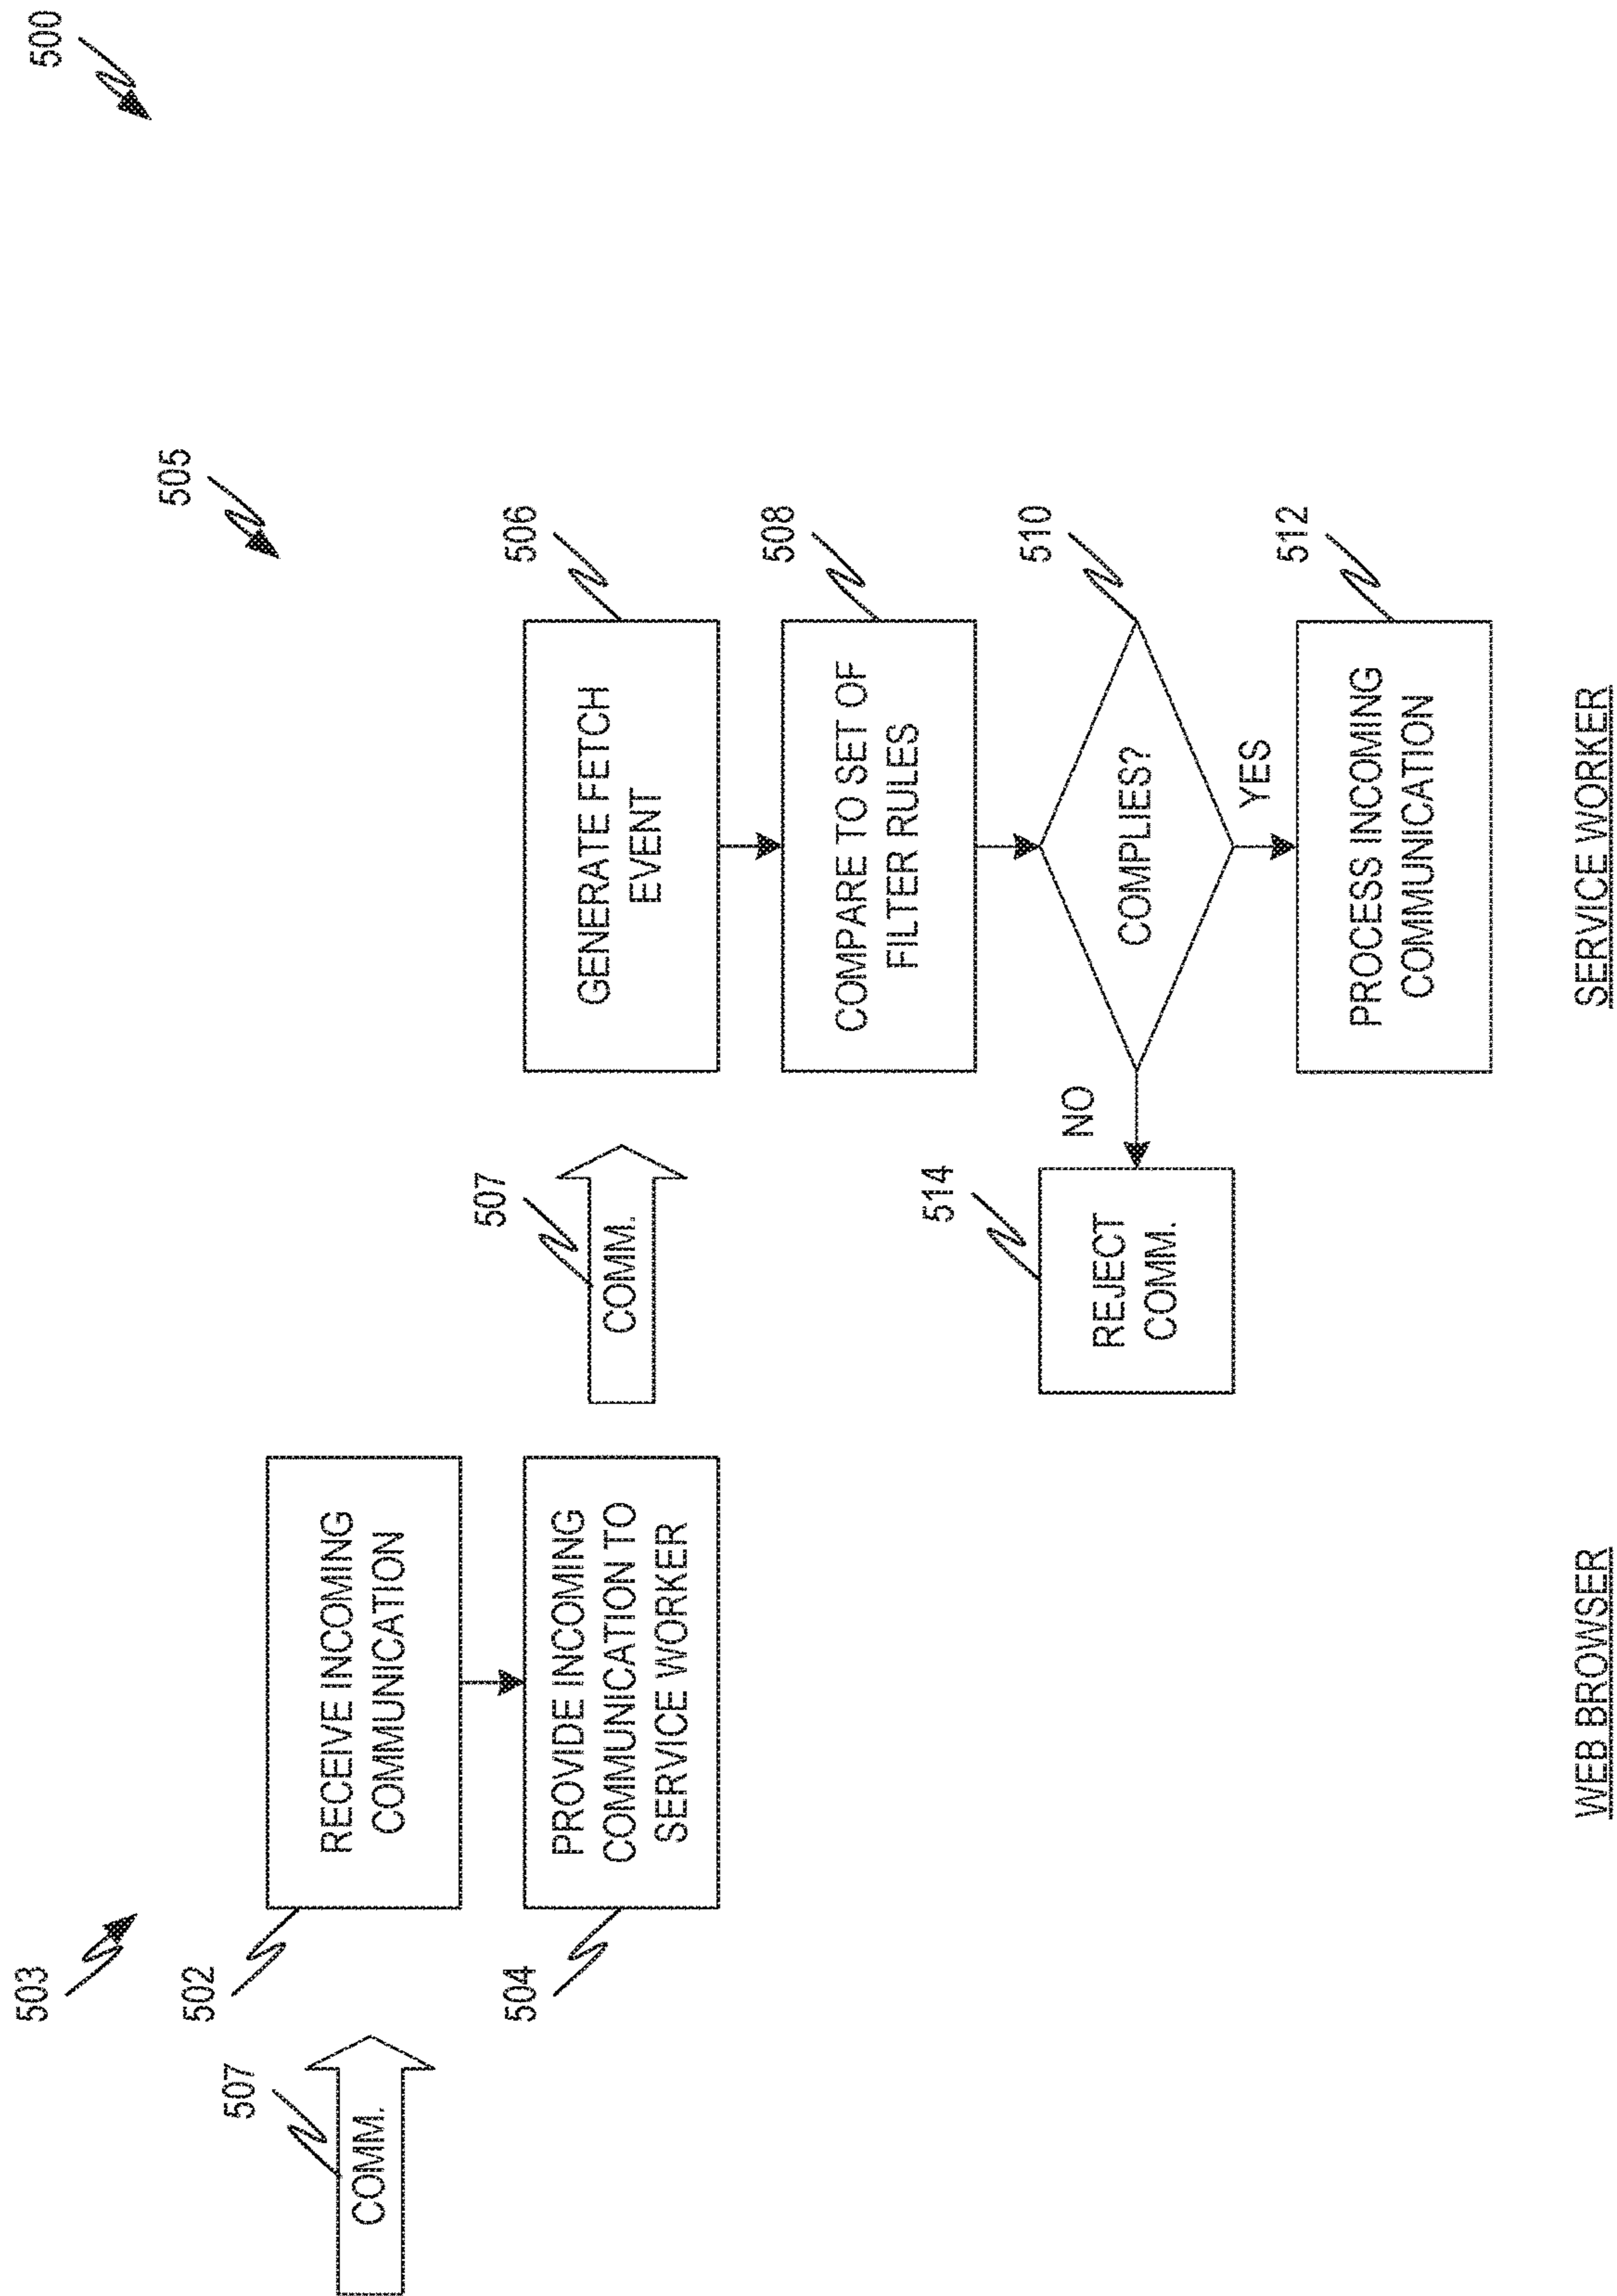 500
503
505
507
COMM.
502
RECEIVE INCOMING
COMMUNICATION
504
PROVIDE INCOMING
COMMUNICATION TO
SERVICE WORKER
507
COMM.
506
GENERATE FETCH
EVENT
508
COMPARE TO SET OF
FILTER RULES
510
COMPLIES?
NO
YES
514
REJECT
COMM.
512
PROCESS INCOMING
COMMUNICATION
WEB BROWSER
SERVICE WORKER